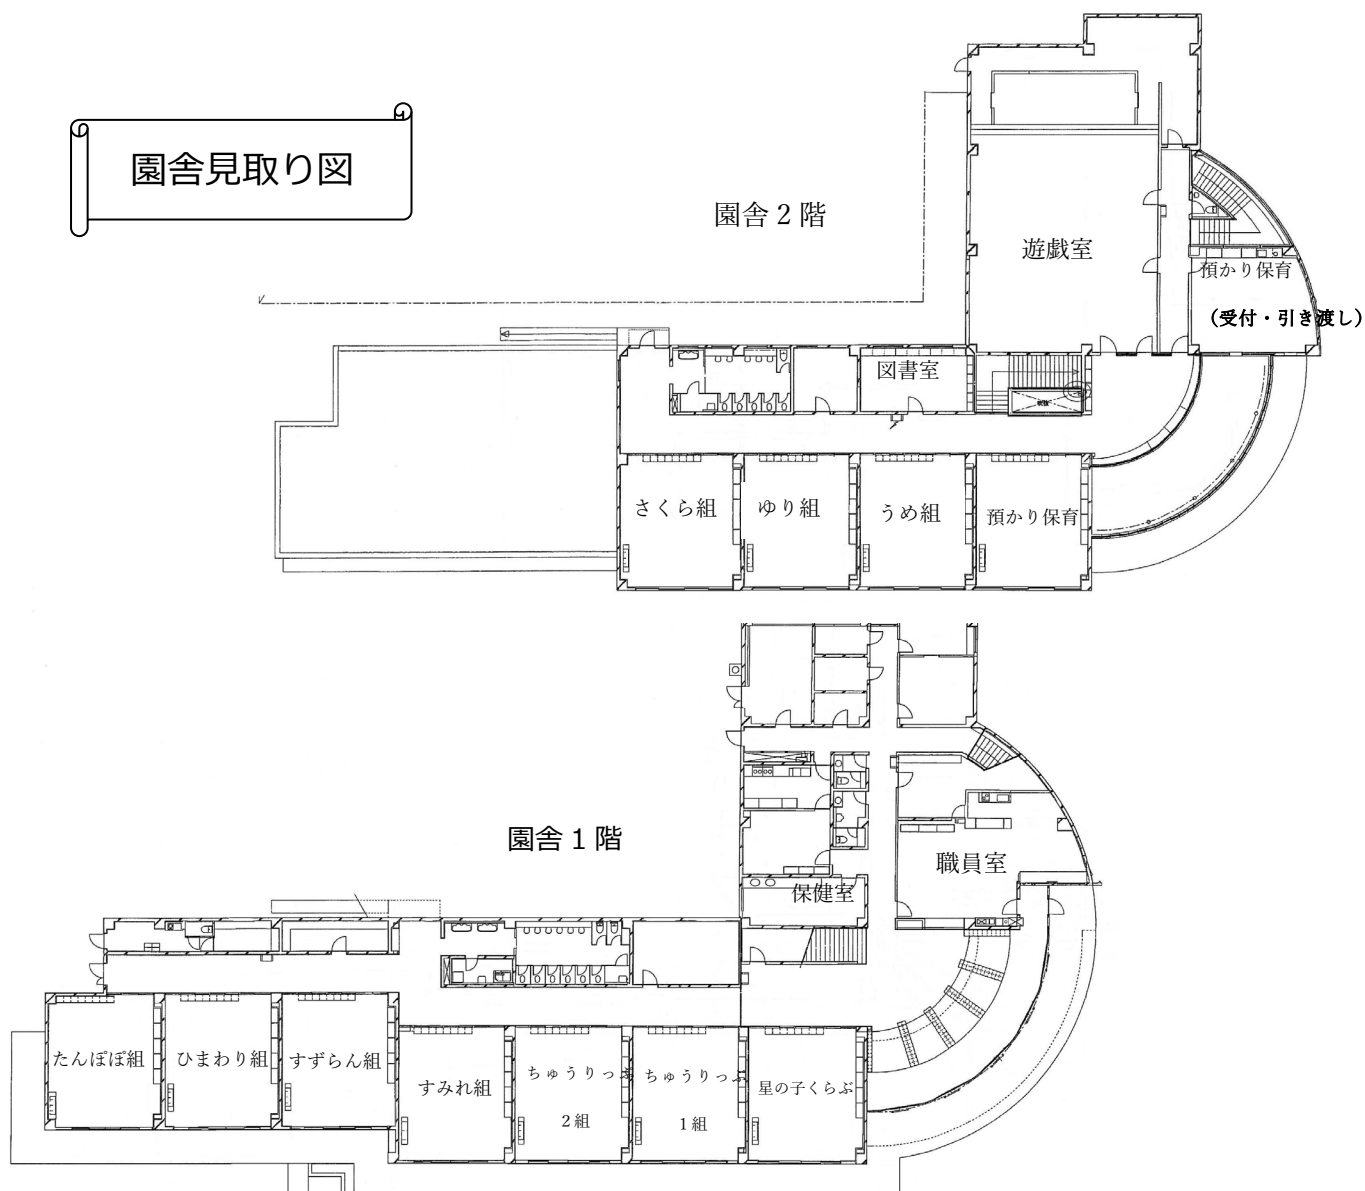 園舎見取り図
園舎２階
遊戯室
預かり保育
（受付・引き渡し）
図書室
さくら組
ゆり組
うめ組
預かり保育
園舎１階
職員室
保健室
たんぽぽ組
ひまわり組
すずらん組
すみれ組
ちゅうりっぷ
２組
ちゅうりっぷ
１組
星の子くらぶ